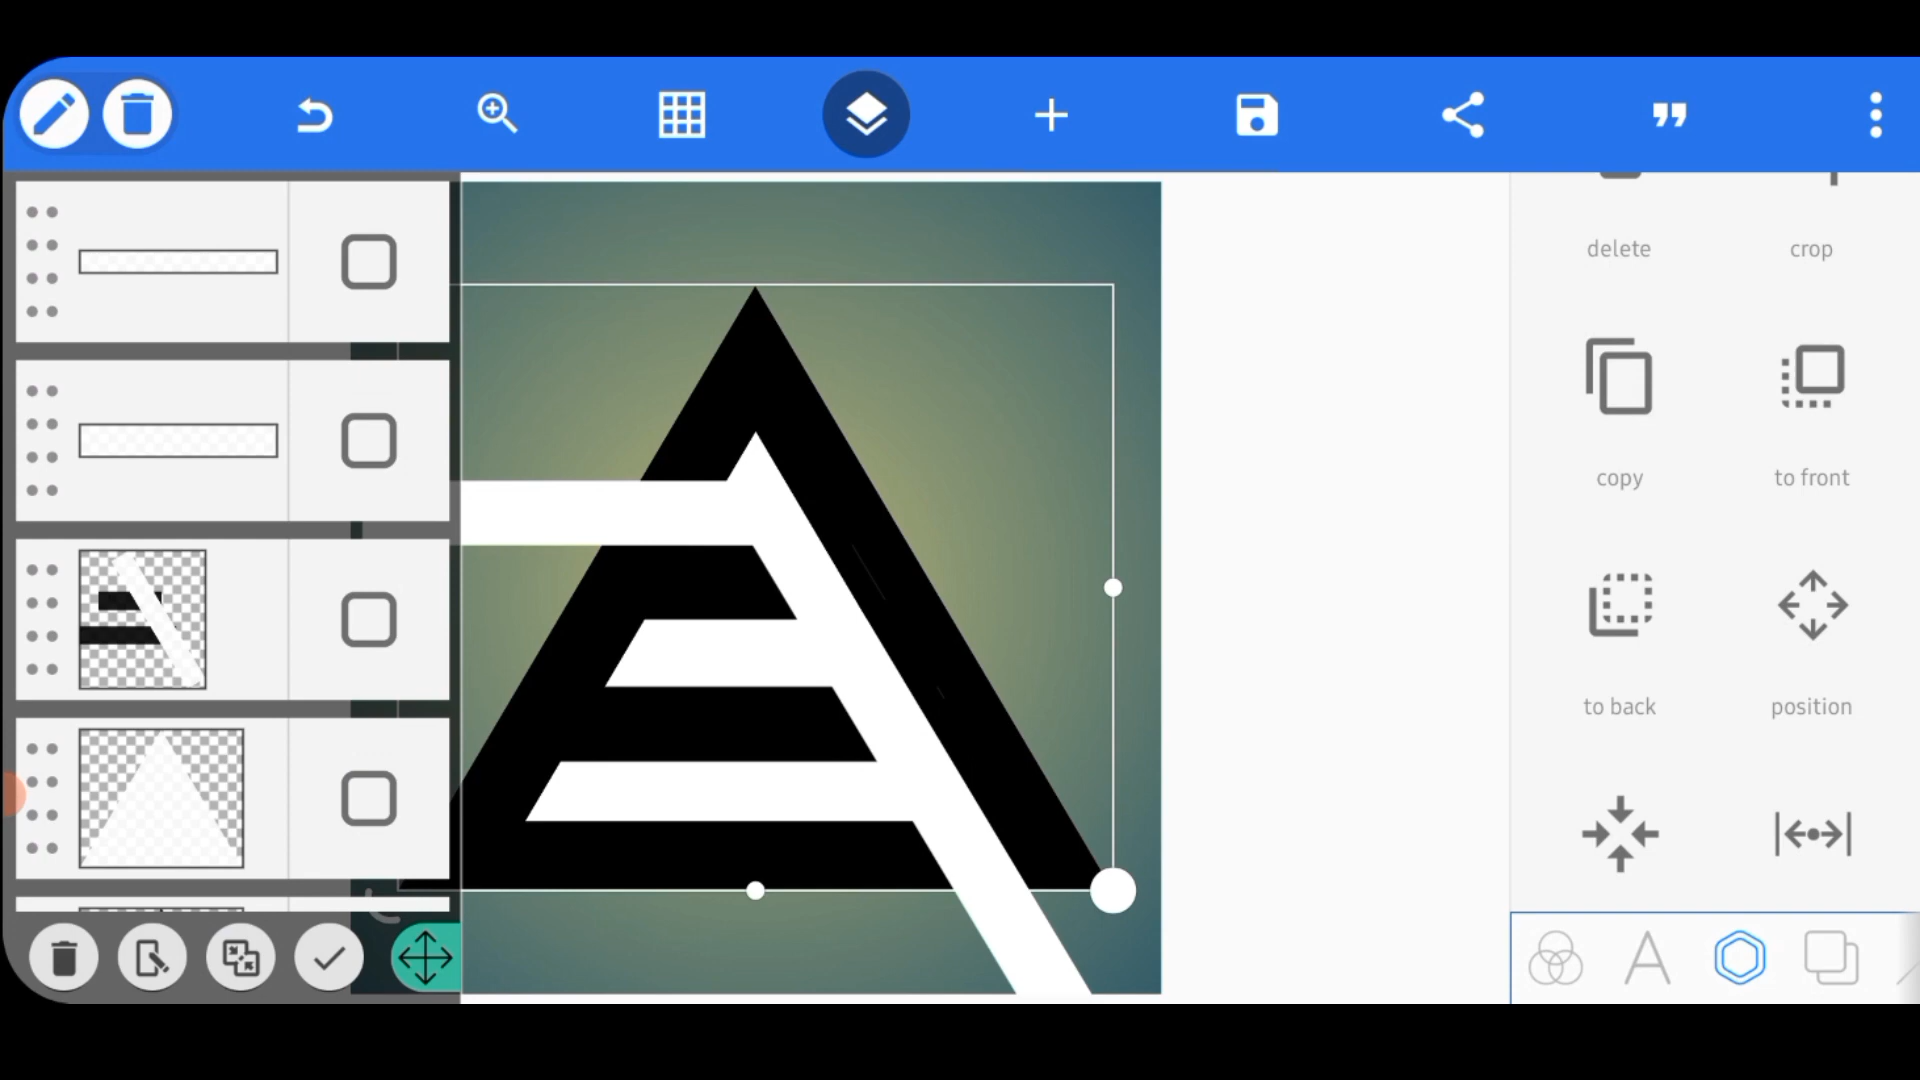 delete
crop
copy
to front
to back
position